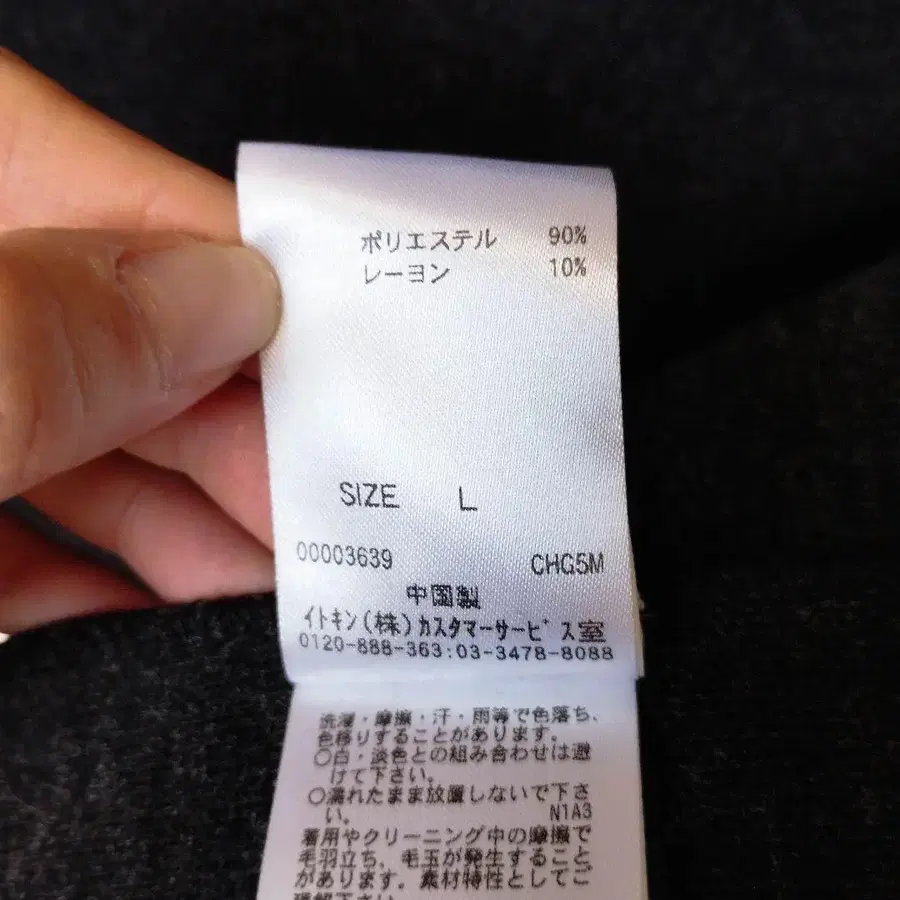 ポリエステル 90%
レーヨン 10%
SIZE L
00003639 CHG5M
中国製
イトキン(株)カスタマーサービス室
0120-888-363:03-3478-8088
洗濯・摩擦・汗・雨等で色落ち、
色移りすることがあります。
○白・淡色との組み合わせは避
けて下さい。
○濡れたまま放置しないで下さ
い。 N1A3
着用やクリーニング中の摩擦で
毛羽立ち、毛玉が発生すること
があります。素材特性としてご
理解下さい。